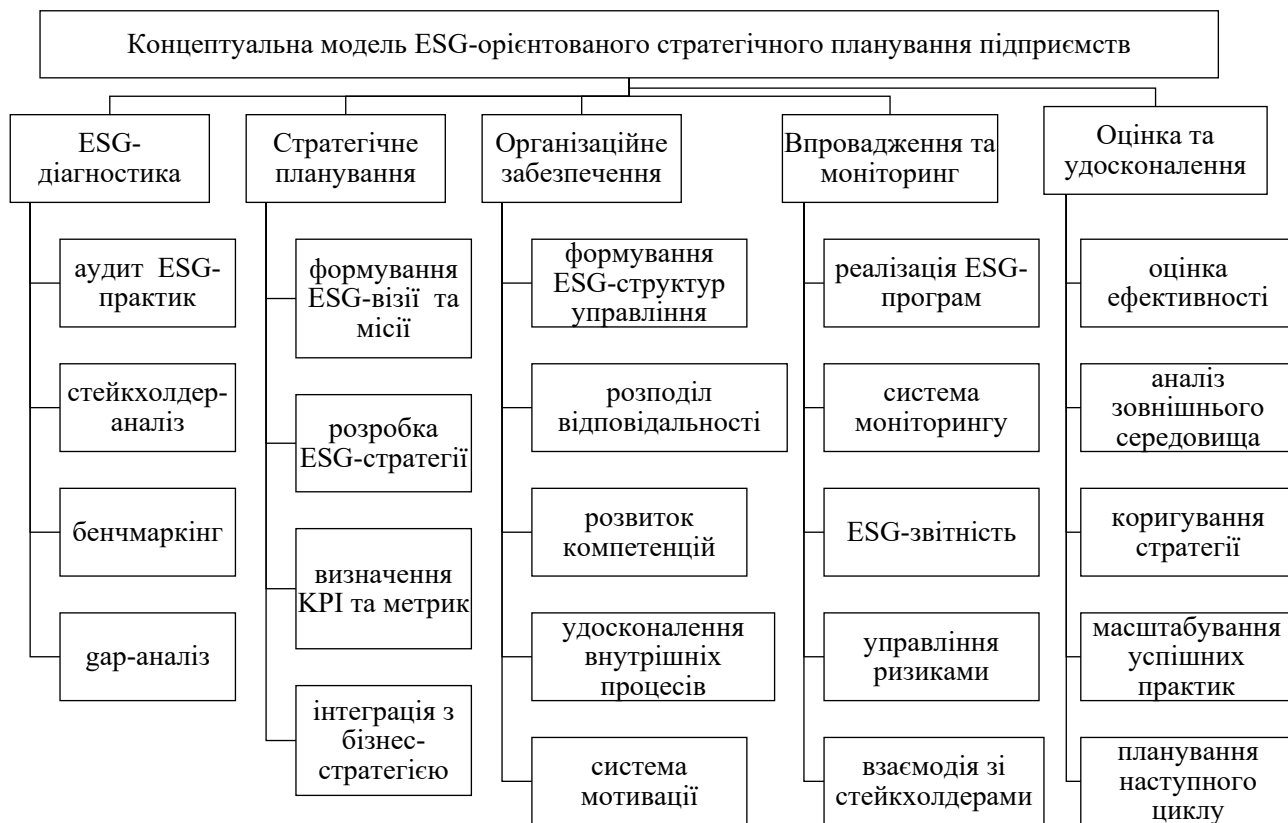 Концептуальна модель ESG-орієнтованого стратегічного планування підприємств
ESG-
діагностика
аудит ESG-
практик
стейкхолдер-
аналіз
бенчмаркінг
gap-аналіз
Стратегічне
планування
формування
ESG-візії та
місії
розробка
ESG-стратегії
визначення
KPI та метрик
інтеграція з
бізнес-
стратегією
Організаційне
забезпечення
формування
ESG-структур
управління
розподіл
відповідальності
розвиток
компетенцій
удосконалення
внутрішніх
процесів
система
мотивації
Впровадження та
моніторинг
реалізація ESG-
програм
система
моніторингу
ESG-звітність
управління
ризиками
взаємодія зі
стейкхолдерами
Оцінка та
удосконалення
оцінка
ефективності
аналіз
зовнішнього
середовища
коригування
стратегії
масштабування
успішних
практик
планування
наступного
циклу